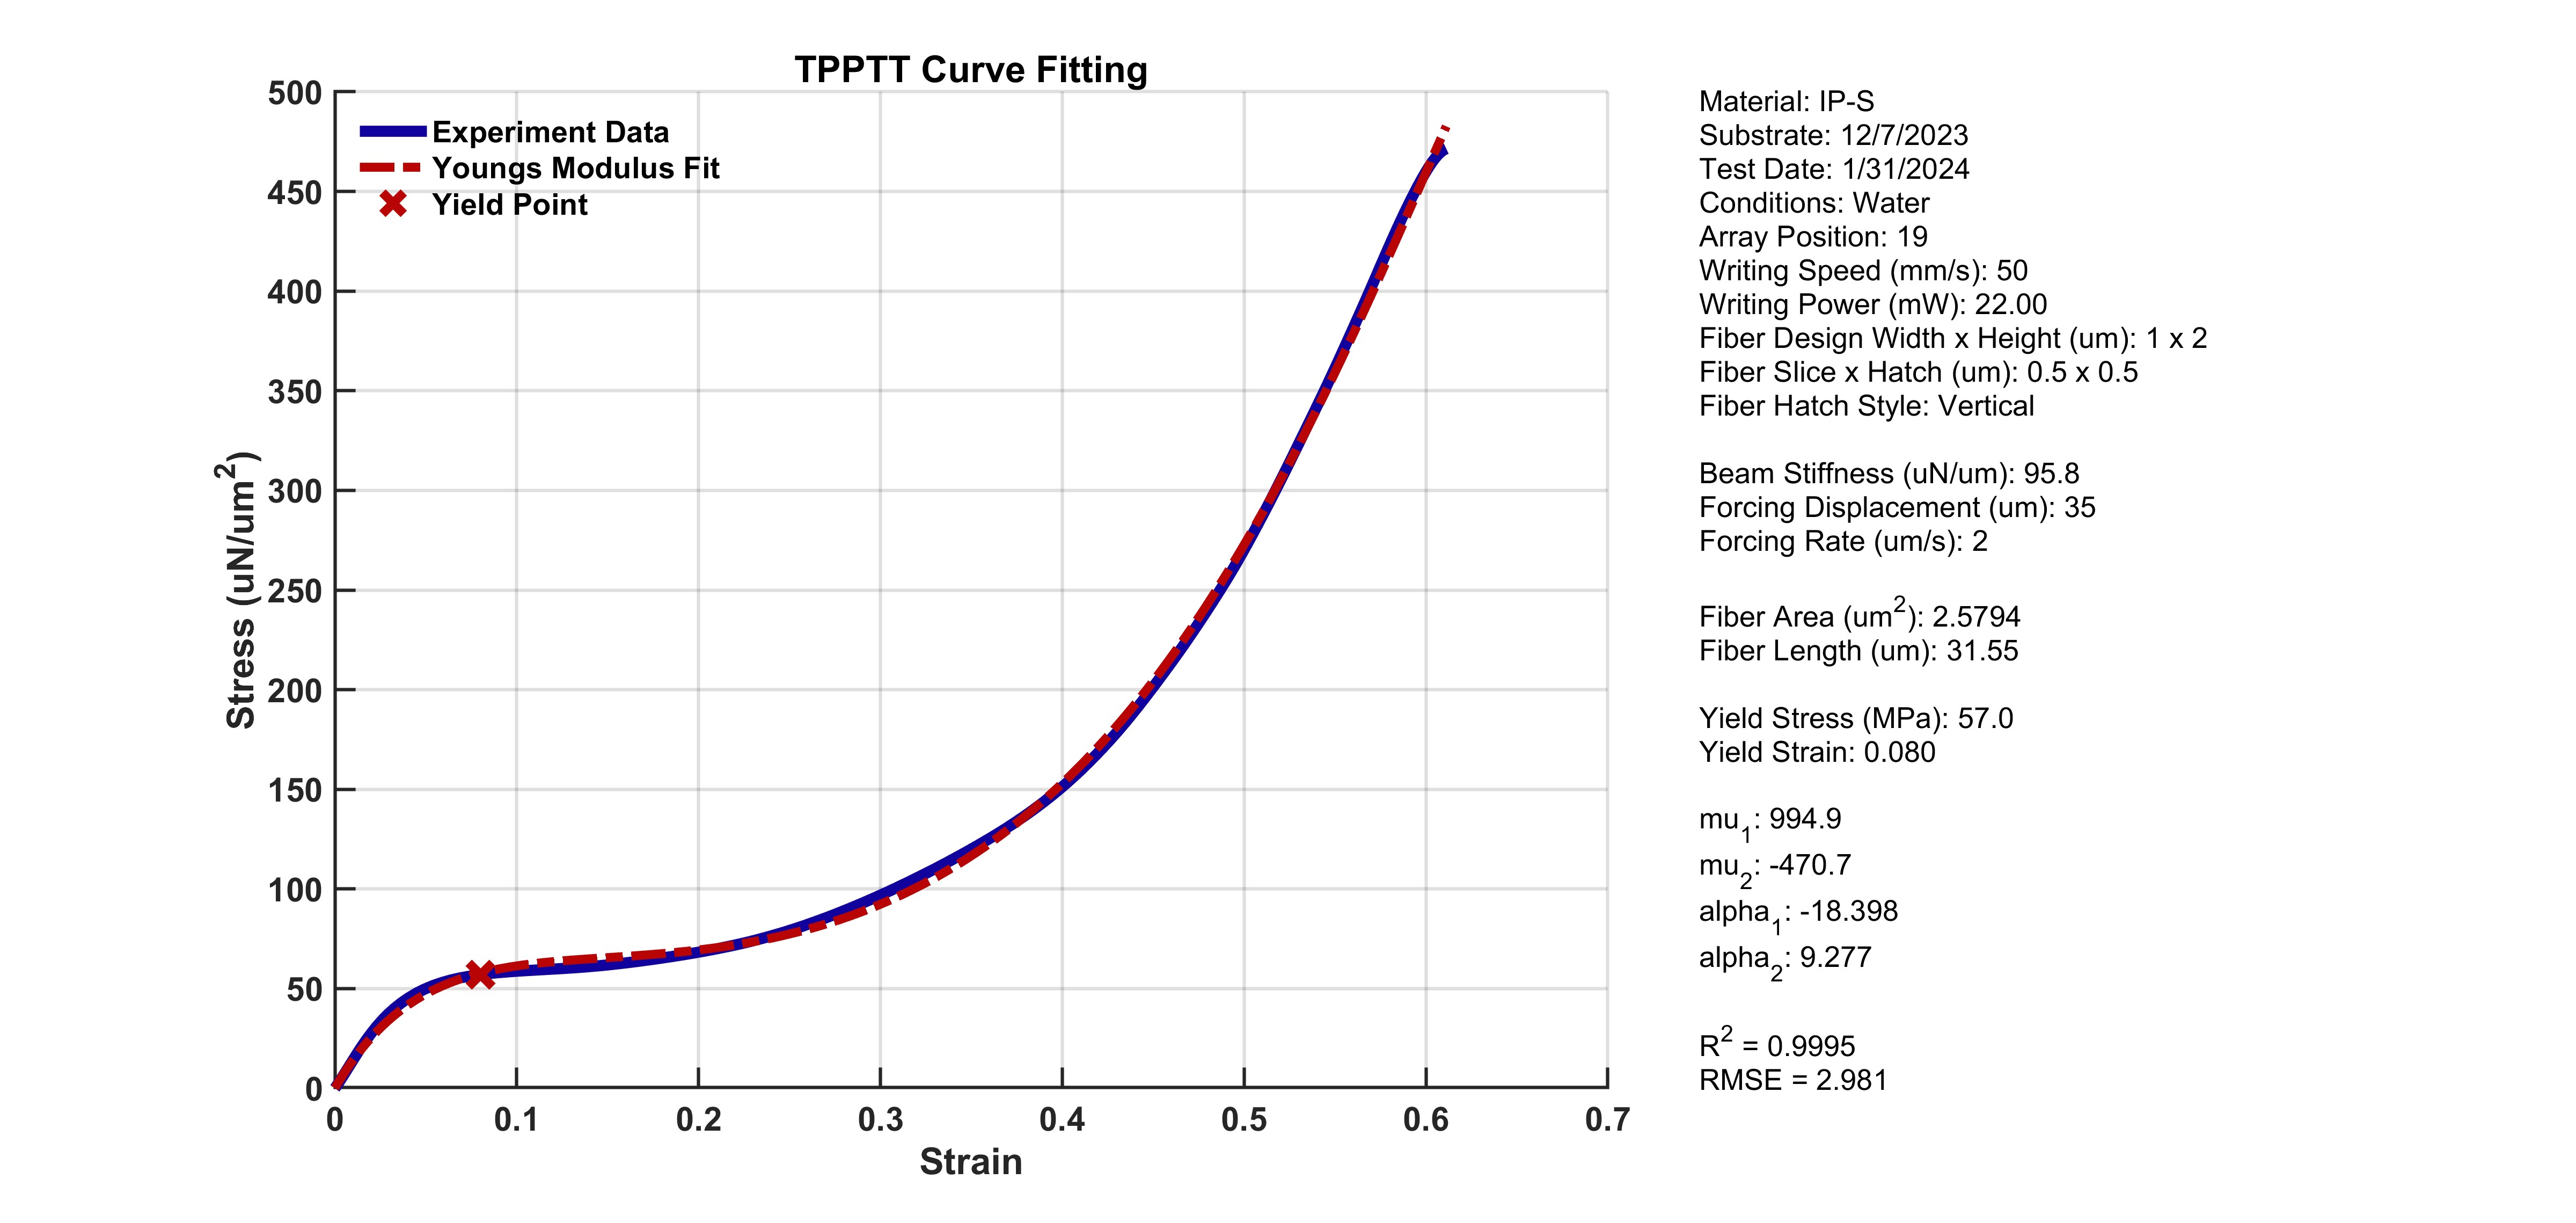 TPPTT Curve Fitting
500
450
400
350
300
250
200
150
100
50
0
Stress (uN/um²)
Experiment Data
Youngs Modulus Fit
Yield Point
0 0.1 0.2 0.3 0.4 0.5 0.6 0.7
Strain
Material: IP-S
Substrate: 12/7/2023
Test Date: 1/31/2024
Conditions: Water
Array Position: 19
Writing Speed (mm/s): 50
Writing Power (mW): 22.00
Fiber Design Width x Height (um): 1 x 2
Fiber Slice x Hatch (um): 0.5 x 0.5
Fiber Hatch Style: Vertical
Beam Stiffness (uN/um): 95.8
Forcing Displacement (um): 35
Forcing Rate (um/s): 2
Fiber Area (um²): 2.5794
Fiber Length (um): 31.55
Yield Stress (MPa): 57.0
Yield Strain: 0.080
mu₁: 994.9
mu₂: -470.7
alpha₁: -18.398
alpha₂: 9.277
R² = 0.9995
RMSE = 2.981